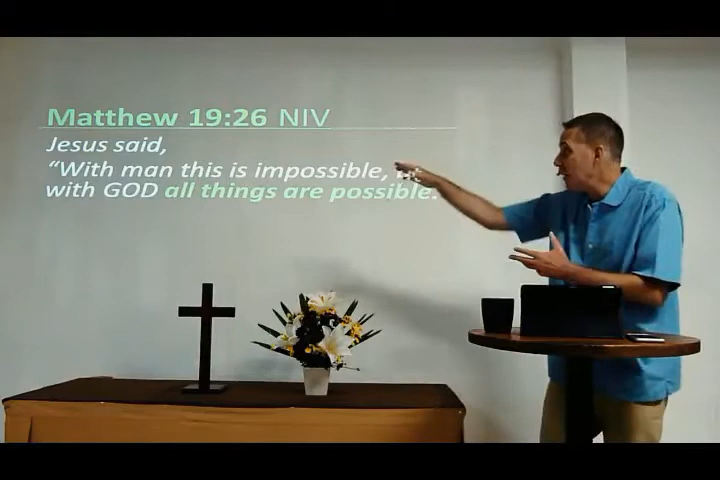 Matthew 19:26 NIV
Jesus said,
“With man this is impossible,
with GOD all things are possible.